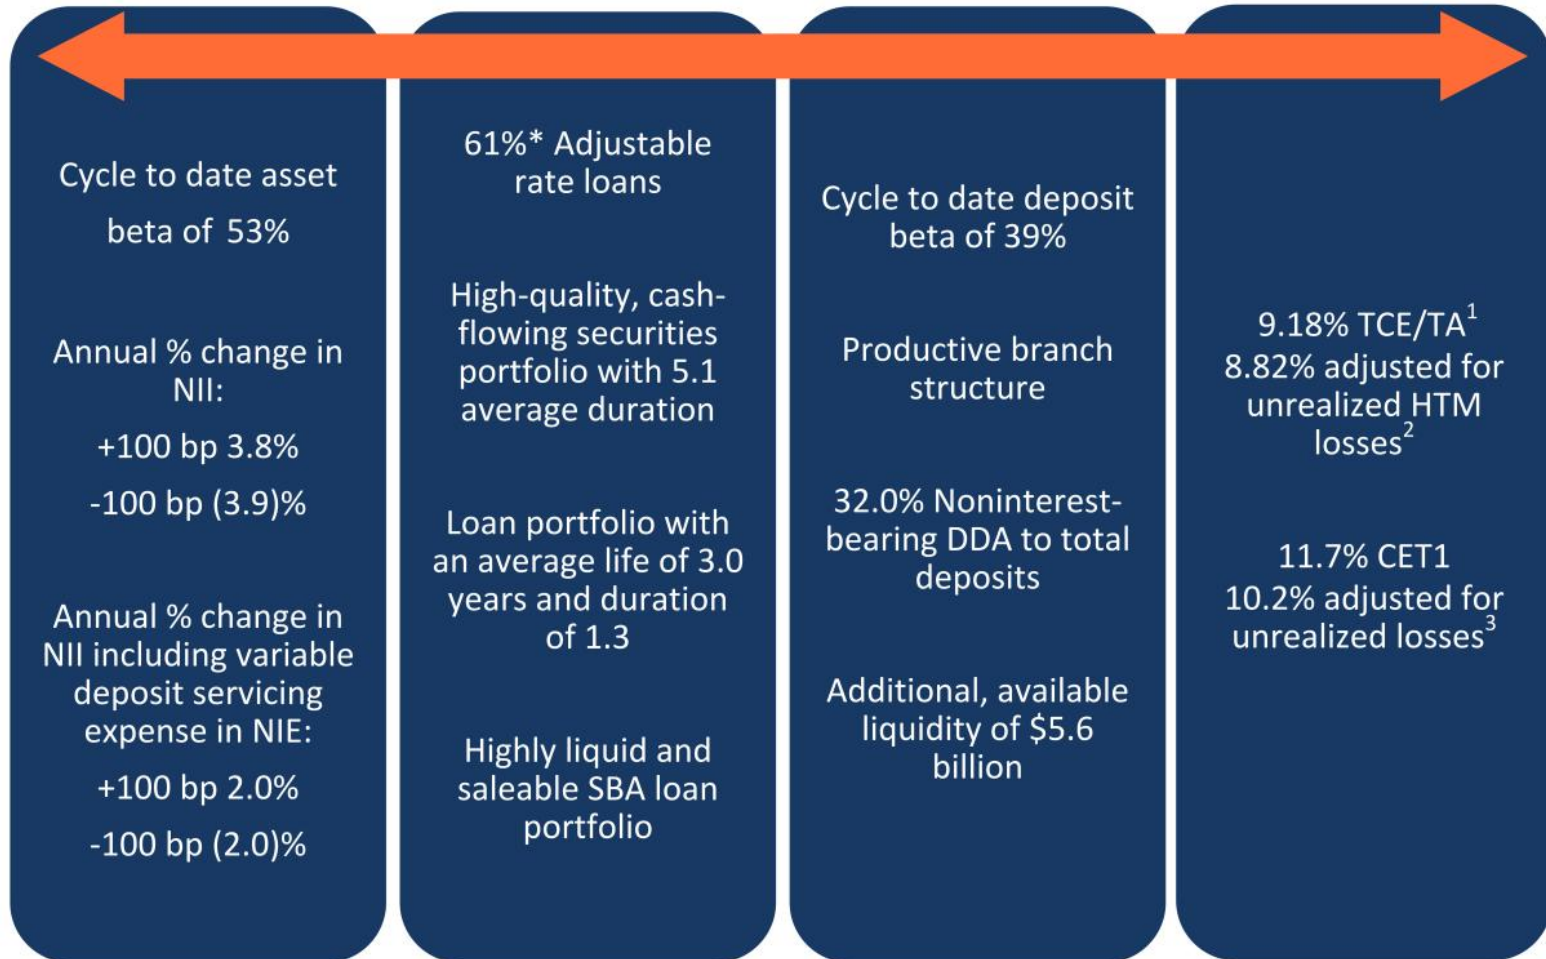 Cycle to date asset
beta of 53%
Annual % change in
NII:
+100 bp 3.8%
-100 bp (3.9)%
Annual % change in
NII including variable
deposit servicing
expense in NIE:
+100 bp 2.0%
-100 bp (2.0)%
61%* Adjustable
rate loans
High-quality, cash-
flowing securities
portfolio with 5.1
average duration
Loan portfolio with
an average life of 3.0
years and duration
of 1.3
Highly liquid and
saleable SBA loan
portfolio
Cycle to date deposit
beta of 39%
Productive branch
structure
32.0% Noninterest-
bearing DDA to total
deposits
Additional, available
liquidity of $5.6
billion
9.18% TCE/TA¹
8.82% adjusted for
unrealized HTM
losses²
11.7% CET1
10.2% adjusted for
unrealized losses³